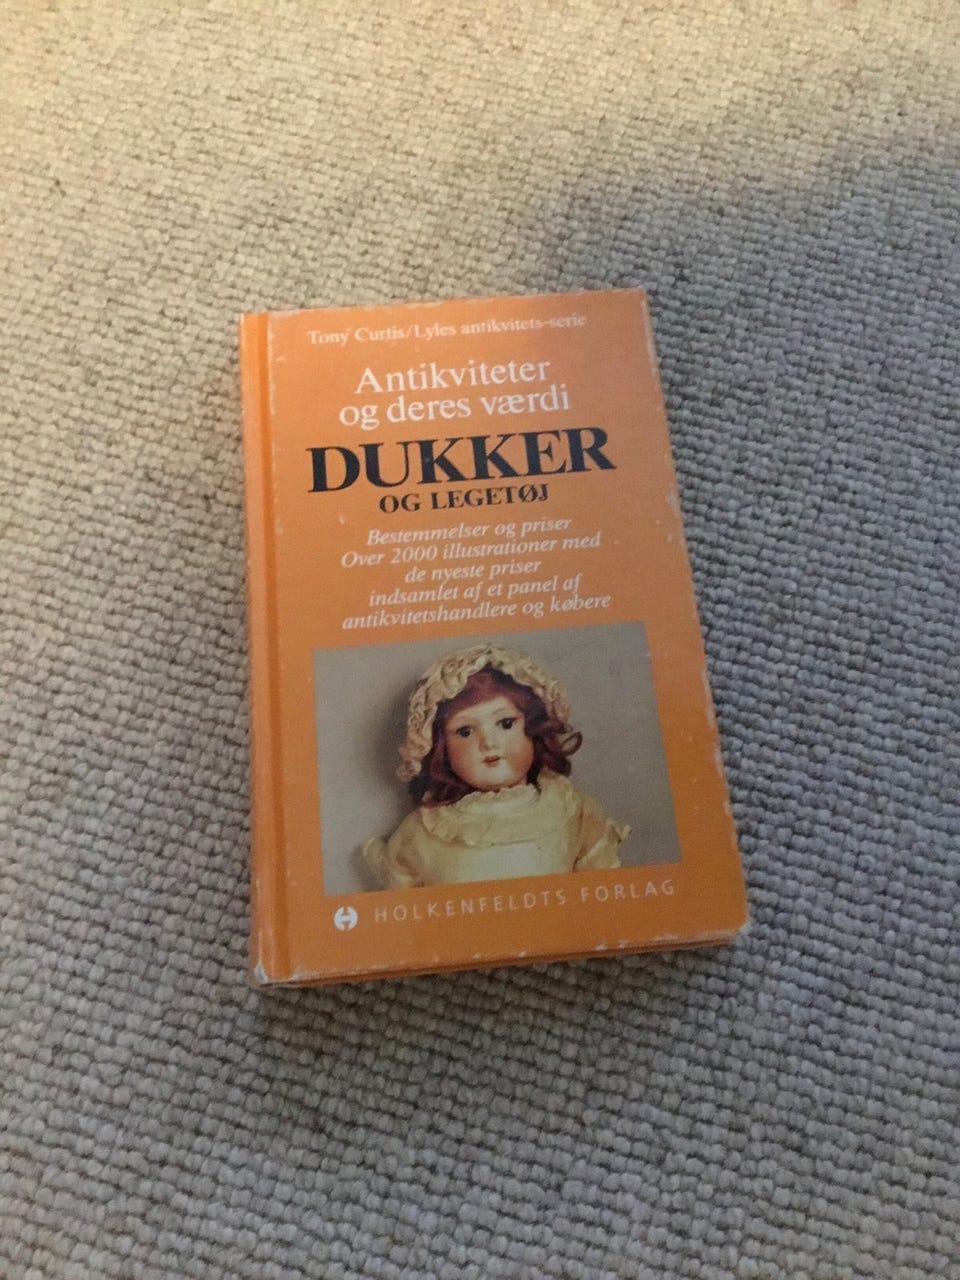 Tony Curtis/Lyles antikvitets-serie
Antikviteter
og deres værdi
DUKKER
OG LEGETØJ
Bestemmelser og priser
Over 2000 illustrationer med
de nyeste priser
indsamlet af et panel af
antikvitetshandlere og købere
HOLKENFELDTS FORLAG